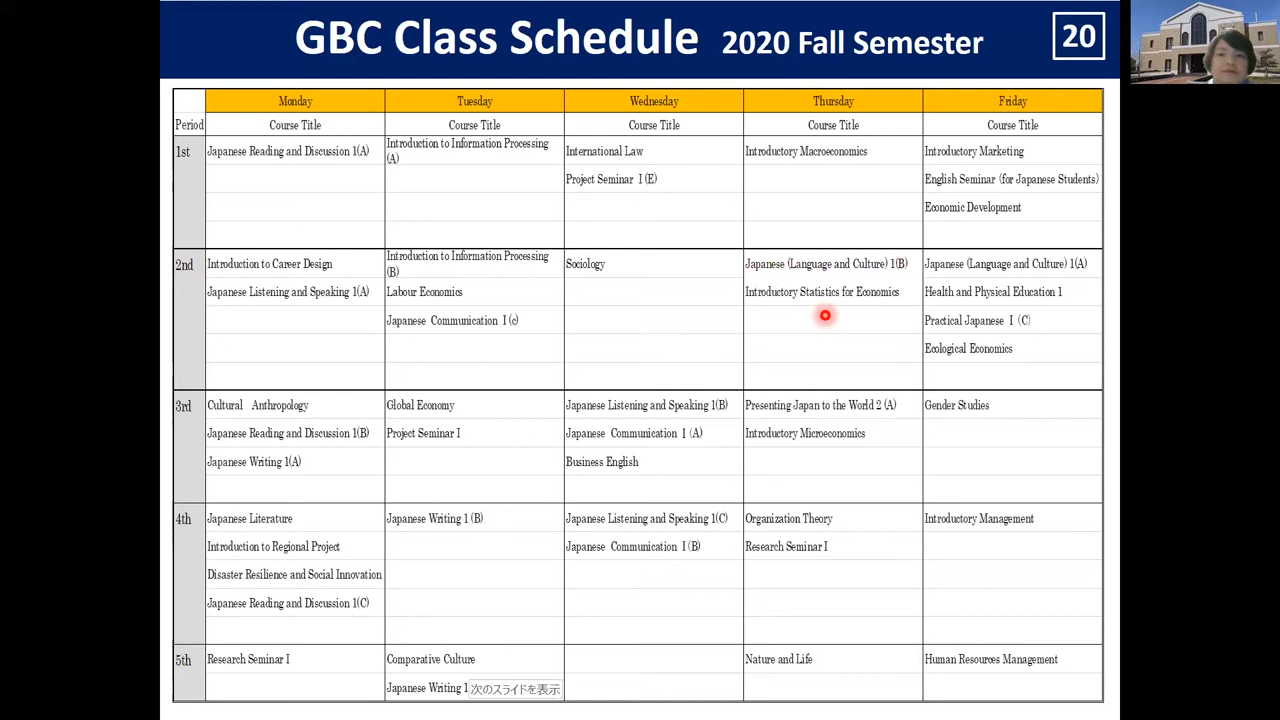 GBC Class Schedule 2020 Fall Semester
20
Monday Tuesday Wednesday Thursday Friday
Period Course Title Course Title Course Title Course Title Course Title
1st
Japanese Reading and Discussion 1(A)
Introduction to Information Processing
(A)
International Law
Project Seminar Ⅰ(E)
Introductory Macroeconomics
Introductory Marketing
English Seminar (for Japanese Students)
Economic Development
2nd
Introduction to Career Design
Japanese Listening and Speaking 1(A)
Introduction to Information Processing
(B)
Labour Economics
Japanese Communication Ⅰ(c)
Sociology
Japanese (Language and Culture) 1(B)
Introductory Statistics for Economics
Japanese (Language and Culture) 1(A)
Health and Physical Education 1
Practical Japanese Ⅰ (C)
Ecological Economics
3rd
Cultural Anthropology
Japanese Reading and Discussion 1(B)
Japanese Writing 1(A)
Global Economy
Project Seminar Ⅰ
Japanese Listening and Speaking 1(B)
Japanese Communication Ⅰ (A)
Business English
Presenting Japan to the World 2 (A)
Introductory Microeconomics
Gender Studies
4th
Japanese Literature
Introduction to Regional Project
Disaster Resilience and Social Innovation
Japanese Reading and Discussion 1(C)
Japanese Writing 1 (B)
Japanese Listening and Speaking 1(C)
Japanese Communication Ⅰ (B)
Organization Theory
Research Seminar Ⅰ
Introductory Management
5th
Research Seminar Ⅰ
Comparative Culture
Japanese Writing 1
次のスライドを表示
Nature and Life
Human Resources Management